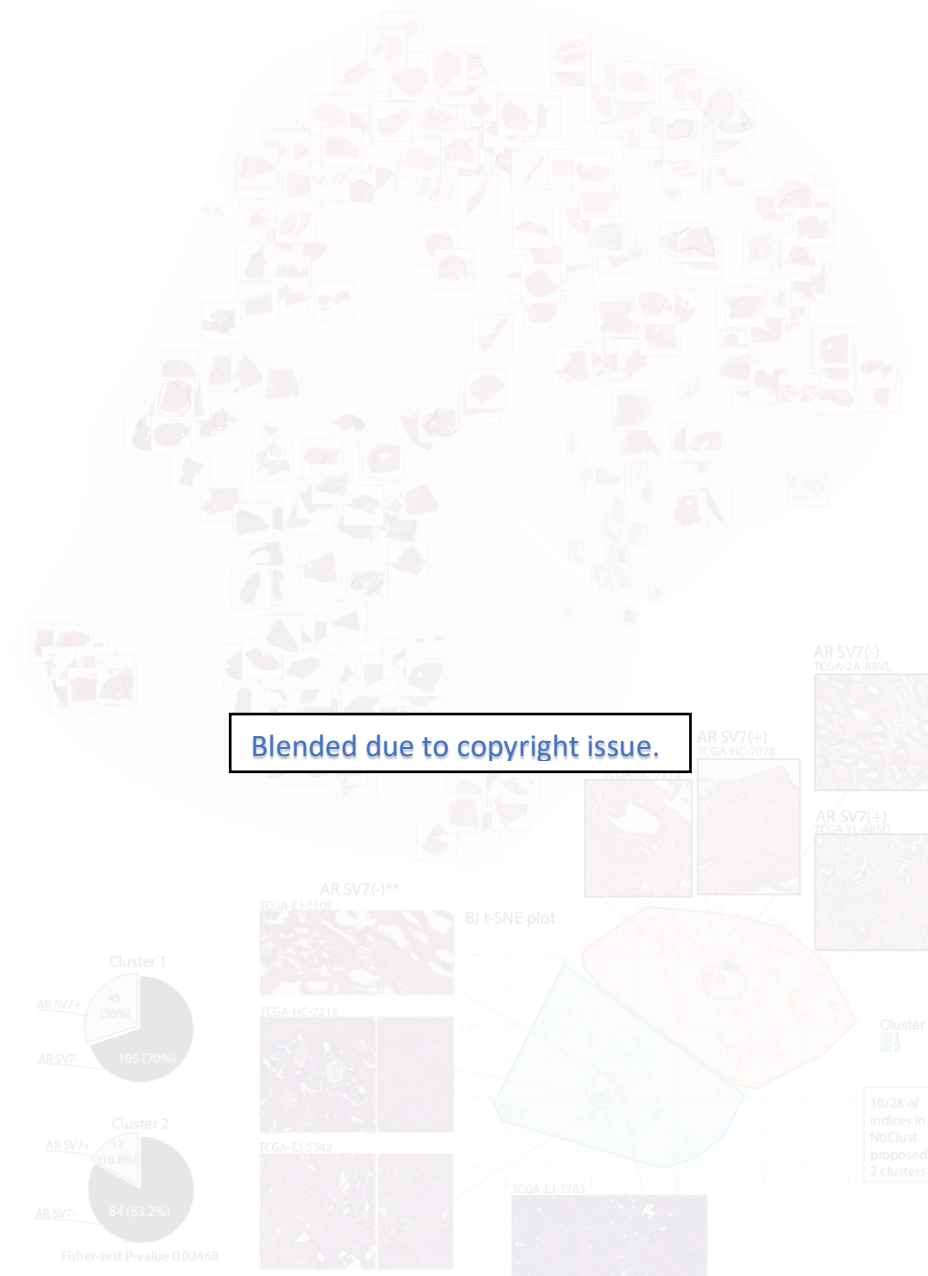 AR SV7(-)
TCGA-2A-A8VL
AR SV7(+)
TCGA-HC-7078
Blended due to copyright issue.
AR SV7(+)
AR SV7(-)**
TCGA-EJ-5505
B) t-SNE plot
Cluster 1
45
(30%)
AR SV7+
AR SV7-
105 (70%)
TCGA-HC-7213
Cluster
1
2
10/28 of
indices in
NbClust
proposed
2 clusters
Cluster 2
AR SV7+
17
(16.8%)
AR SV7-
84 (83.2%)
TCGA-EJ-5542
TCGA-EJ-7783
Fisher-test P-value 0.02468